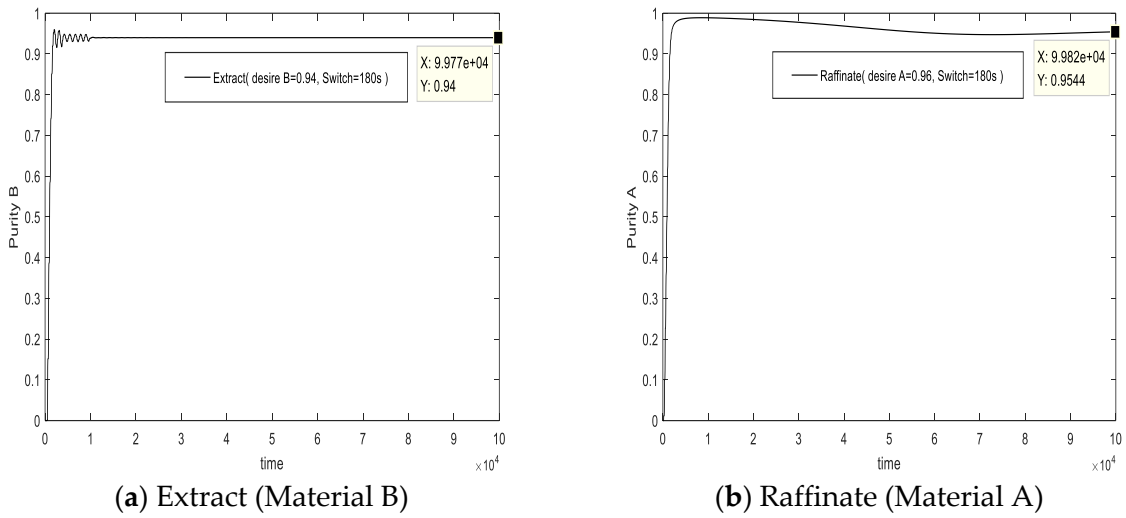 1
0.9
0.8
0.7
0.6
0.5
0.4
0.3
0.2
0.1
0
Purity B
Extract( desire B=0.94, Switch=180s )
X: 9.977e+04
Y: 0.94
0 1 2 3 4 5 6 7 8 9 10
time
×10^4
(a) Extract (Material B)
1
0.9
0.8
0.7
0.6
0.5
0.4
0.3
0.2
0.1
0
Purity A
Raffinate( desire A=0.96, Switch=180s )
X: 9.982e+04
Y: 0.9544
0 1 2 3 4 5 6 7 8 9 10
time
×10^4
(b) Raffinate (Material A)